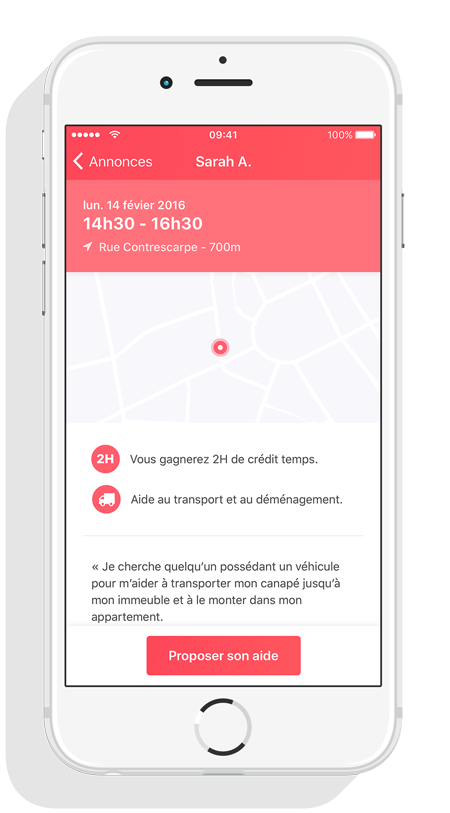 09:41
100%
Annonces
Sarah A.
lun. 14 févier 2016
14h30 - 16h30
Rue Contrescarpe - 700m
2H
Vous gagnerez 2H de crédit temps.
Aide au transport et au déménagement.
« Je cherche quelqu’un possédant un véhicule
pour m’aider à transporter mon canapé jusqu’à
mon immeuble et à le monter dans mon
appartement.
Proposer son aide